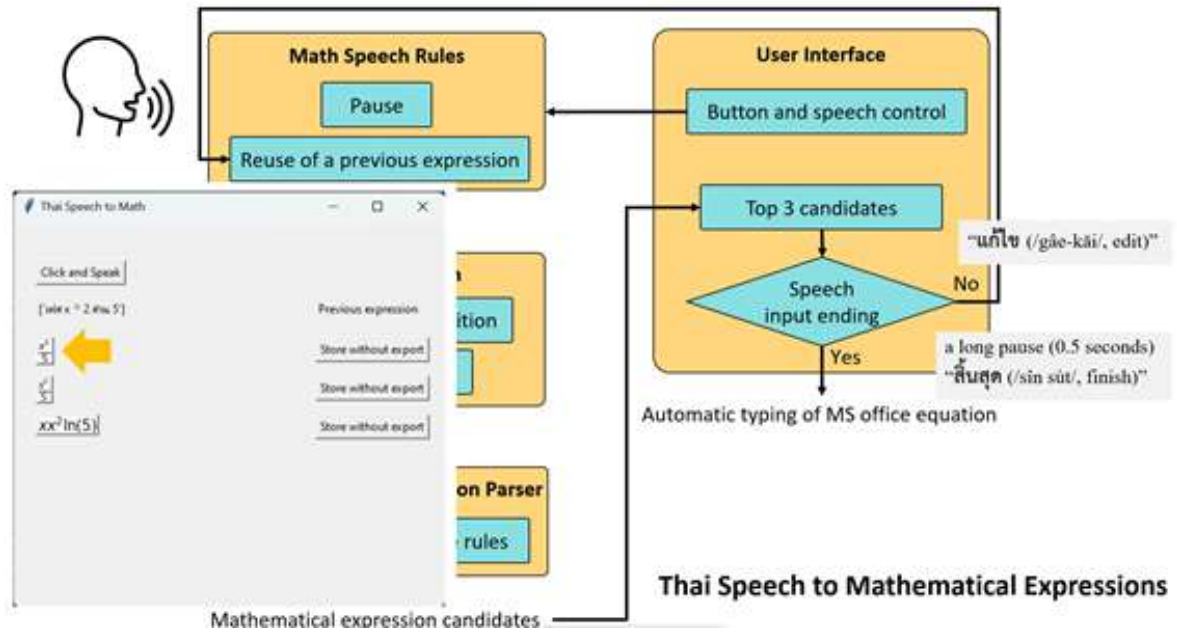 Math Speech Rules
Pause
Reuse of a previous expression
User Interface
Button and speech control
Top 3 candidates
Speech
input ending
No
Yes
"แก้ไข (/gâe-kăi/, edit)"
a long pause (0.5 seconds)
"สิ้นสุด (/sîn sùt/, finish)"
Automatic typing of MS office equation
Thai Speech to Math
Click and Speak
Previous expression
Store without export
Store without export
xx²ln(5)
Store without export
ition
on Parser
rules
Mathematical expression candidates
Thai Speech to Mathematical Expressions